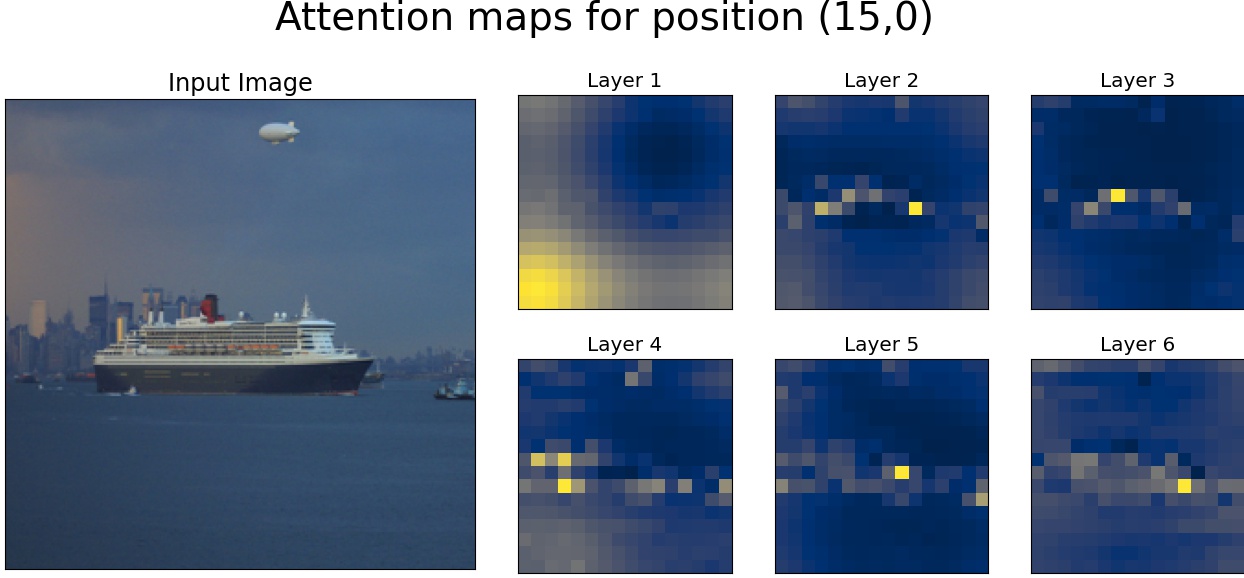 Attention maps for position (15,0)
Input Image
Layer 1
Layer 2
Layer 3
Layer 4
Layer 5
Layer 6